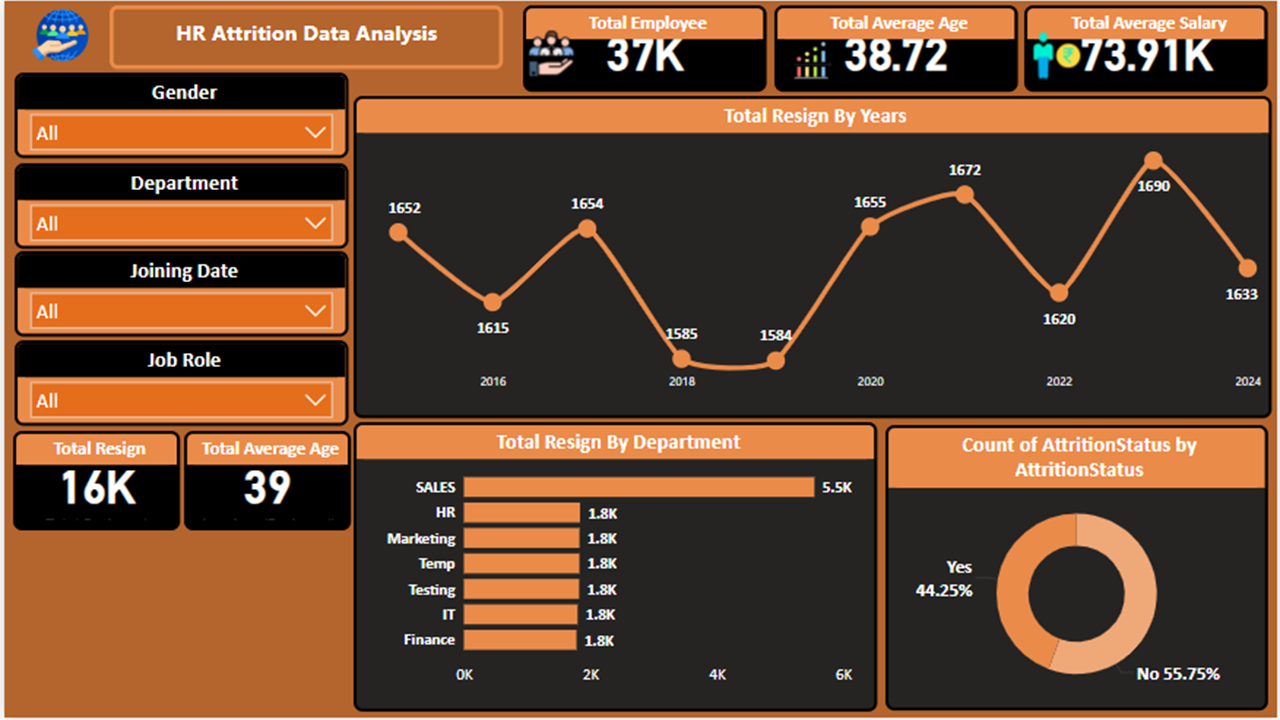 HR Attrition Data Analysis
Total Employee
37K
Total Average Age
38.72
Total Average Salary
₹
73.91K
Gender
All
Department
All
Joining Date
All
Job Role
All
Total Resign
16K
Total Average Age
39
Total Resign By Years
1652
1615
1654
1585
1584
1655
1672
1620
1690
1633
2016
2018
2020
2022
2024
Total Resign By Department
SALES
5.5K
HR
1.8K
Marketing
1.8K
Temp
1.8K
Testing
1.8K
IT
1.8K
Finance
1.8K
0K
2K
4K
6K
Count of AttritionStatus by
AttritionStatus
Yes
44.25%
No 55.75%